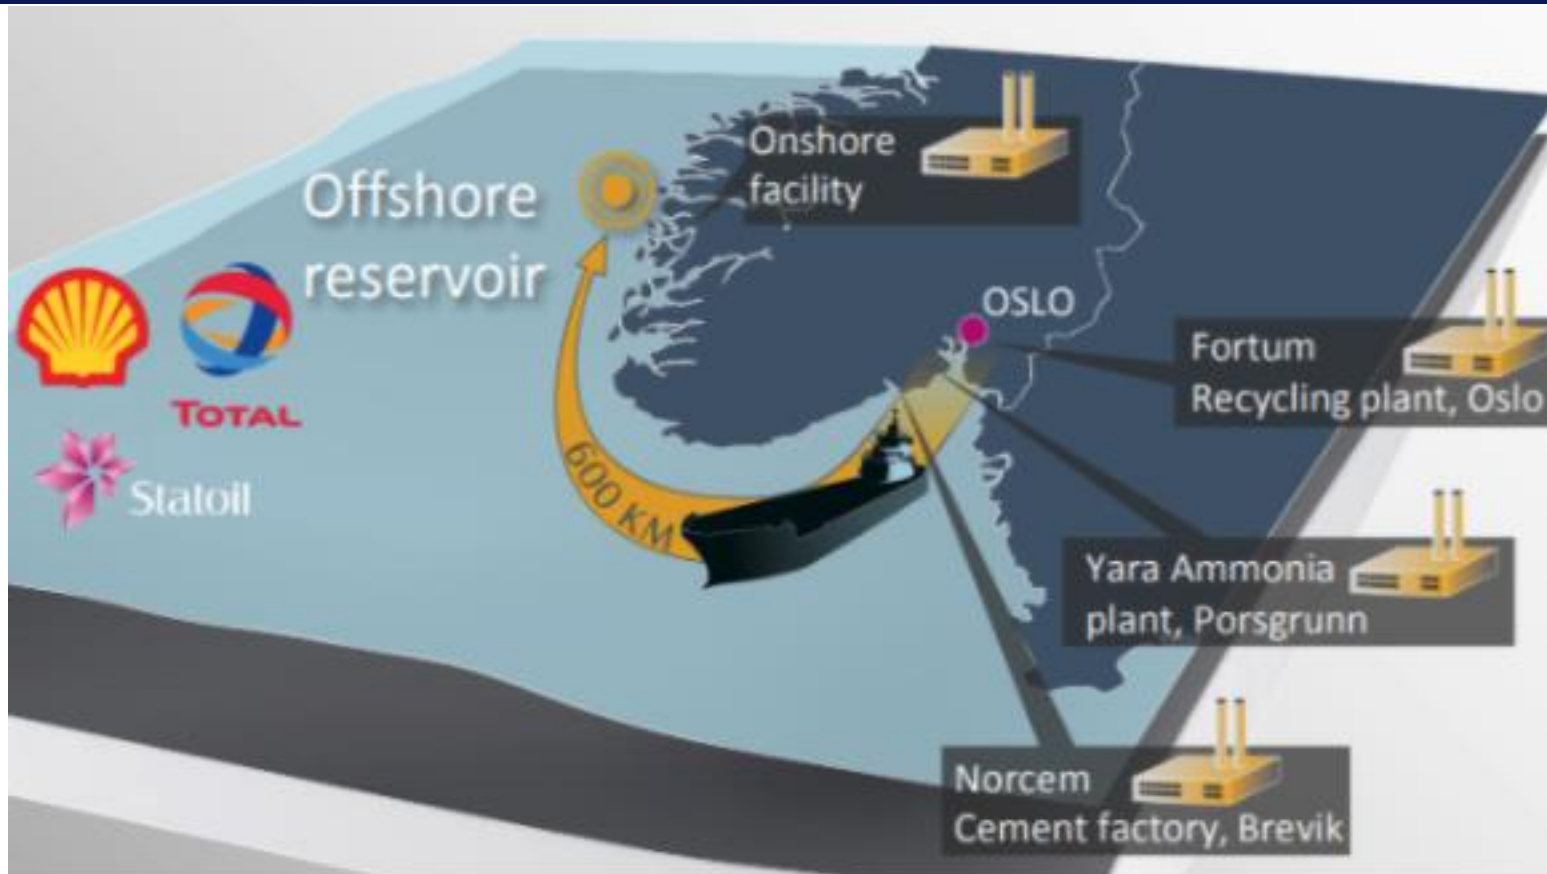 Onshore
facility
Offshore
reservoir
OSLO
Fortum
Recycling plant, Oslo
TOTAL
Statoil
600 KM
Yara Ammonia
plant, Porsgrunn
Norcem
Cement factory, Brevik